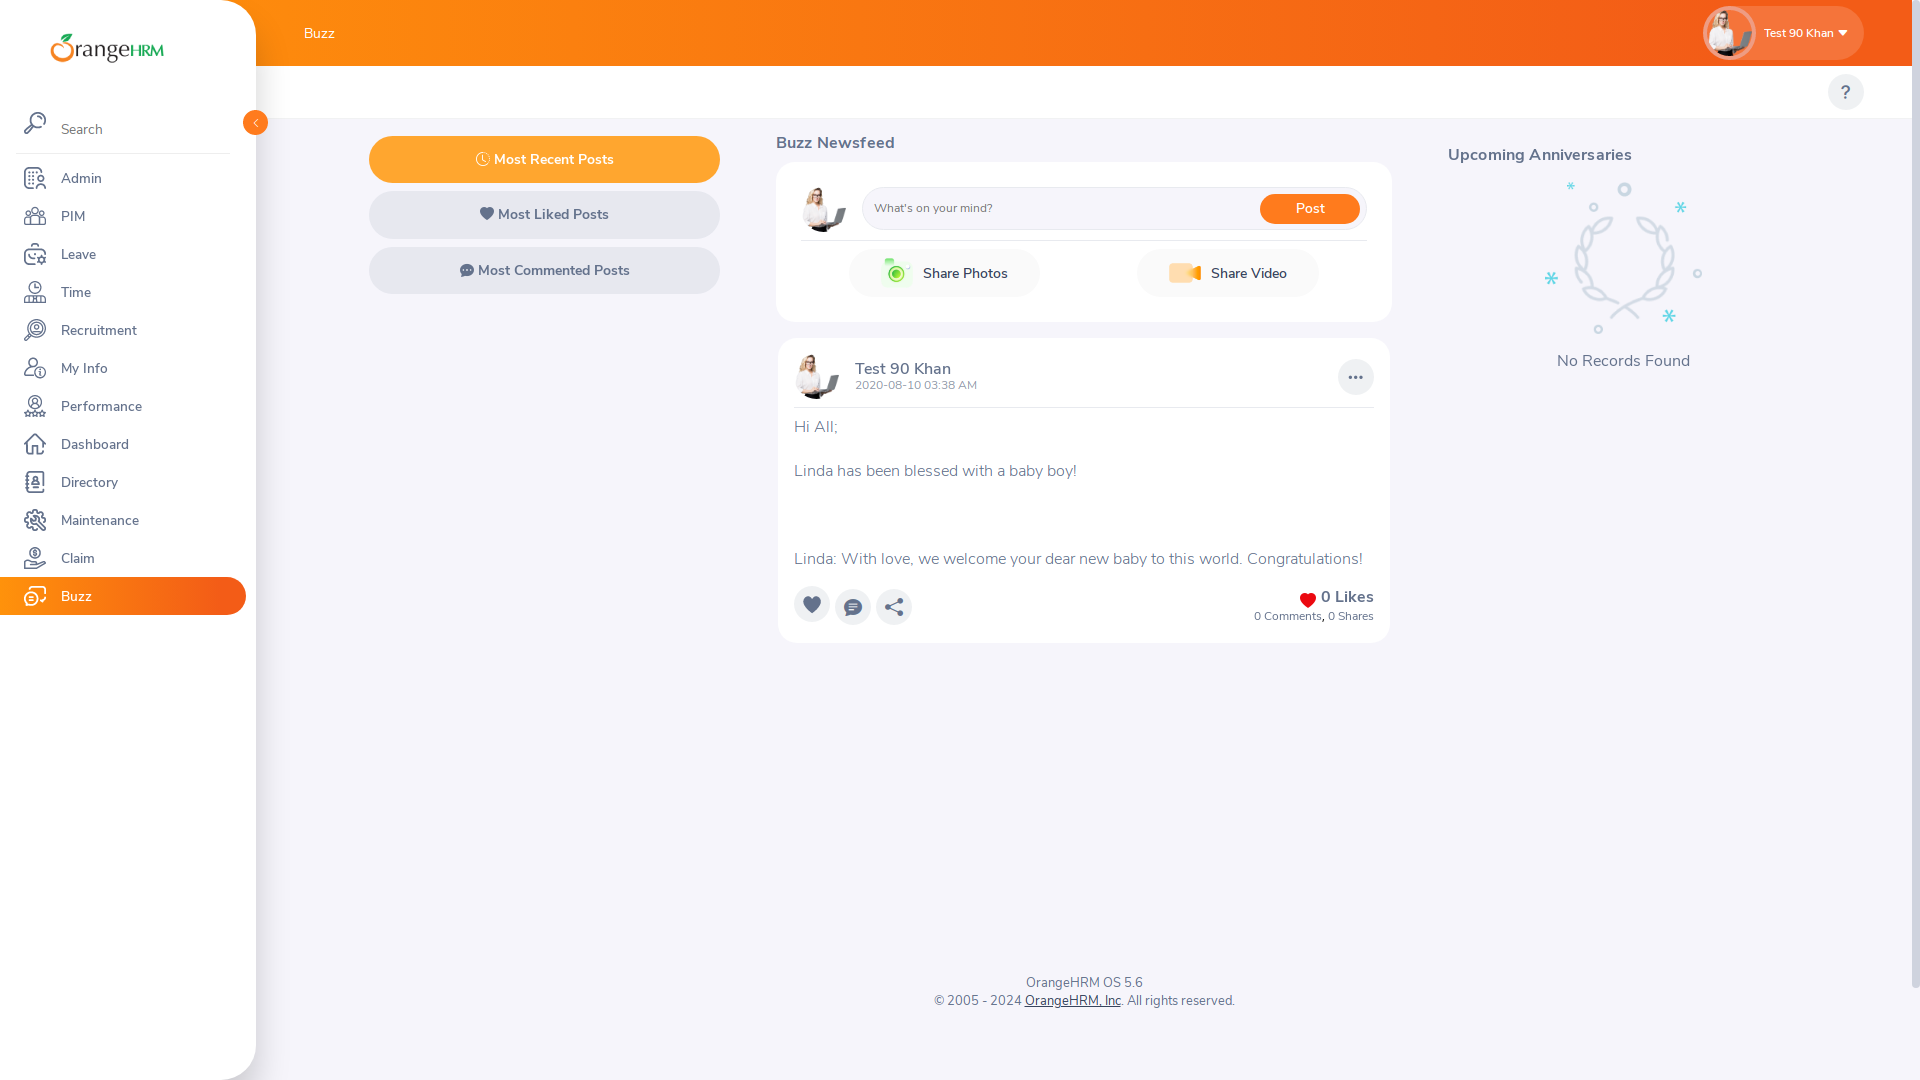 OrangeHRM
Search
Admin
PIM
Leave
Time
Recruitment
My Info
Performance
Dashboard
Directory
Maintenance
Claim
Buzz
Buzz
Test 90 Khan
?
Most Recent Posts
Most Liked Posts
Most Commented Posts
Buzz Newsfeed
What's on your mind?
Post
Share Photos
Share Video
Test 90 Khan
2020-08-10 03:38 AM
Hi All;
Linda has been blessed with a baby boy!
Linda: With love, we welcome your dear new baby to this world. Congratulations!
0 Likes
0 Comments, 0 Shares
Upcoming Anniversaries
No Records Found
OrangeHRM OS 5.6
© 2005 - 2024 OrangeHRM, Inc. All rights reserved.